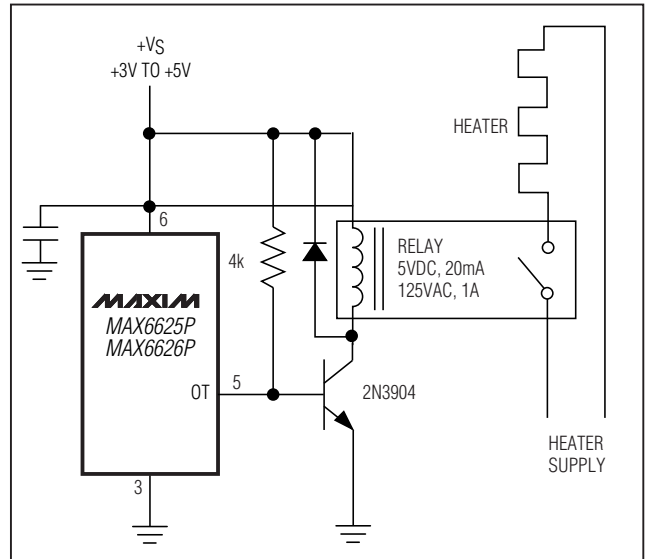 +VS
+3V TO +5V
HEATER
6
4k
RELAY
5VDC, 20mA
125VAC, 1A
MAXIM
MAX6625P
MAX6626P
OT
5
2N3904
3
HEATER
SUPPLY